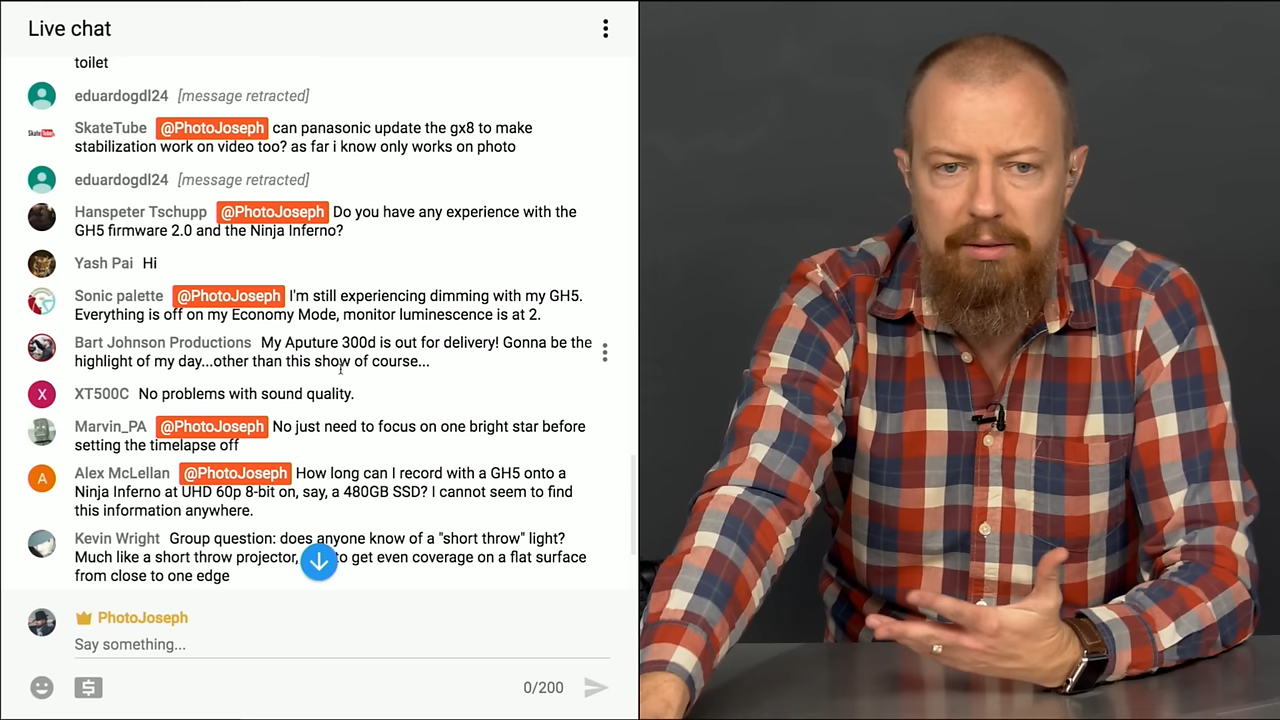 Live chat
toilet
eduardogdl24 [message retracted]
SkateTube @PhotoJoseph can panasonic update the gx8 to make
stabilization work on video too? as far i know only works on photo
eduardogdl24 [message retracted]
Hanspeter Tschupp @PhotoJoseph Do you have any experience with the
GH5 firmware 2.0 and the Ninja Inferno?
Yash Pai Hi
Sonic palette @PhotoJoseph I'm still experiencing dimming with my GH5.
Everything is off on my Economy Mode, monitor luminescence is at 2.
Bart Johnson Productions My Aputure 300d is out for delivery! Gonna be the
highlight of my day...other than this show of course...
X XT500C No problems with sound quality.
Marvin_PA @PhotoJoseph No just need to focus on one bright star before
setting the timelapse off
A Alex McLellan @PhotoJoseph How long can I record with a GH5 onto a
Ninja Inferno at UHD 60p 8-bit on, say, a 480GB SSD? I cannot seem to find
this information anywhere.
Kevin Wright Group question: does anyone know of a "short throw" light?
Much like a short throw projector, to get even coverage on a flat surface
from close to one edge
PhotoJoseph
Say something...
$ 0/200